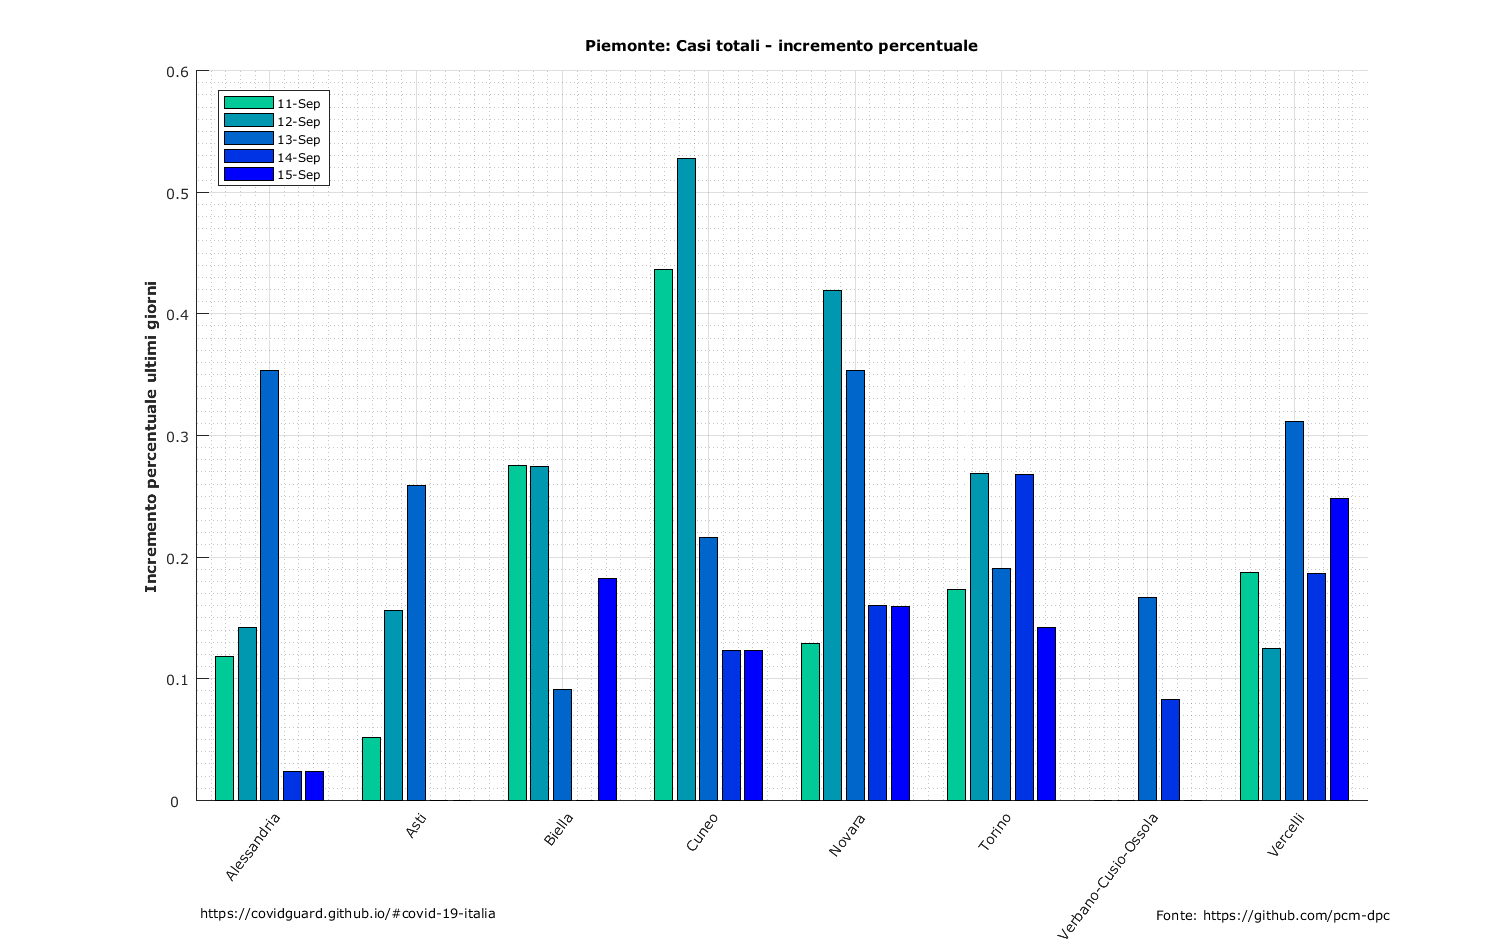 Piemonte: Casi totali - incremento percentuale
0.6
0.5
0.4
0.3
0.2
0.1
0
Incremento percentuale ultimi giorni
11-Sep
12-Sep
13-Sep
14-Sep
15-Sep
Alessandria
Asti
Biella
Cuneo
Novara
Torino
Verbano-Cusio-Ossola
Vercelli
https://covidguard.github.io/#covid-19-italia
Fonte: https://github.com/pcm-dpc